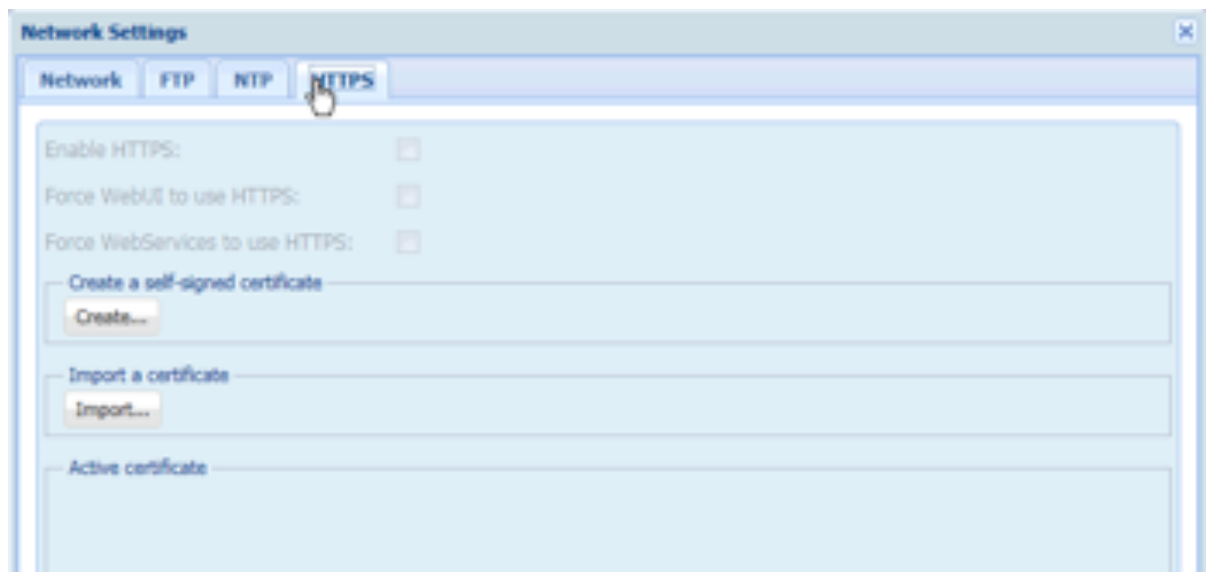 Network Settings
Network FTP NTP HTTPS
Enable HTTPS:
Force WebUI to use HTTPS:
Force WebServices to use HTTPS:
Create a self-signed certificate
Create...
Import a certificate
Import...
Active certificate